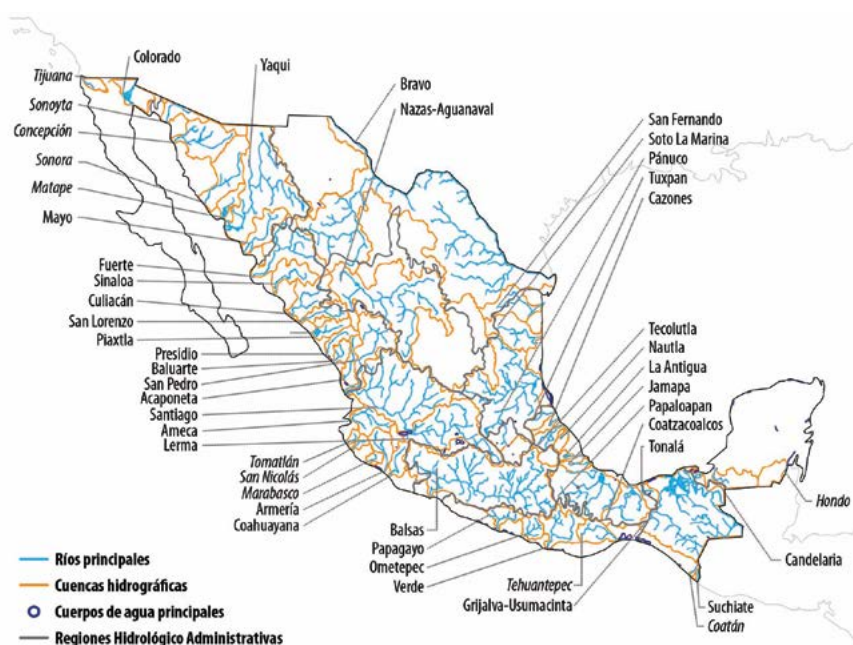 Tijuana
Colorado
Sonoyta
Concepción
Sonora
Matape
Mayo
Yaqui
Bravo
Nazas-Aguanaval
San Fernando
Soto La Marina
Pánuco
Tuxpan
Cazones
Fuerte
Sinaloa
Culiacán
San Lorenzo
Piaxtla
Presidio
Baluarte
San Pedro
Acaponeta
Santiago
Ameca
Lerma
Tomatlán
San Nicolás
Marabasco
Armería
Coahuayana
Tecolutla
Nautla
La Antigua
Jamapa
Papaloapan
Coatzacoalcos
Tonalá
Hondo
Candelaria
Balsas
Papagayo
Ometepec
Verde
Tehuantepec
Grijalva-Usumacinta
Suchiate
Coatán
Ríos principales
Cuencas hidrográficas
Cuerpos de agua principales
Regiones Hidrológico Administrativas